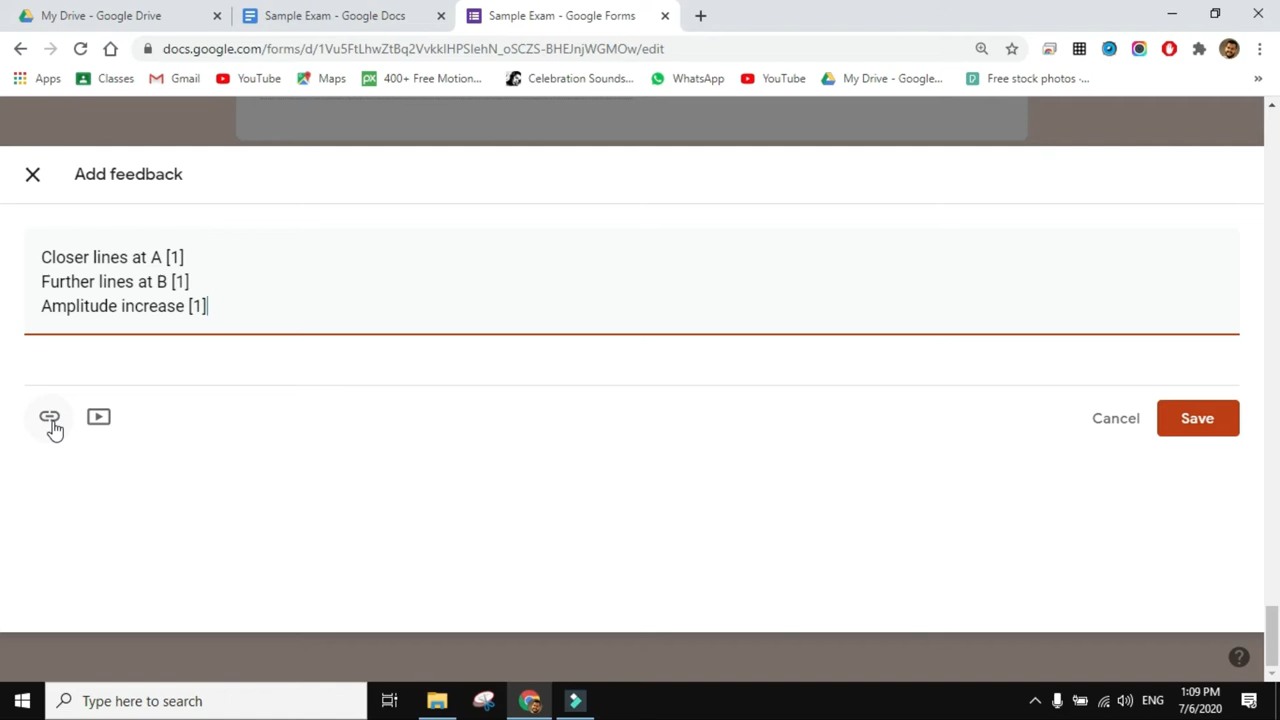 My Drive - Google Drive
Sample Exam - Google Docs
Sample Exam - Google Forms
docs.google.com/forms/d/1Vu5FtLhwZtBq2VvkklHPSlehN_oSCZS-BHEJnjWGMOw/edit
Apps
Classes
Gmail
YouTube
Maps
400+ Free Motion...
Celebration Sounds...
WhatsApp
YouTube
My Drive - Google...
Free stock photos -...
Add feedback
Closer lines at A [1]
Further lines at B [1]
Amplitude increase [1]
Cancel
Save
Type here to search
ENG
1:09 PM
7/6/2020